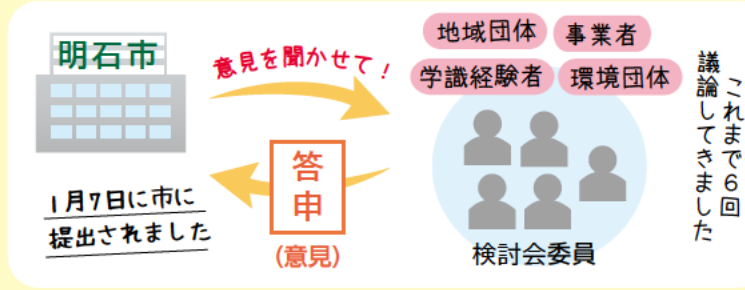 明石市
意見を聞かせて！
地域団体
事業者
学識経験者
環境団体
これまで6回
議論してきました
答申
(意見)
1月7日に市に
提出されました
検討会委員